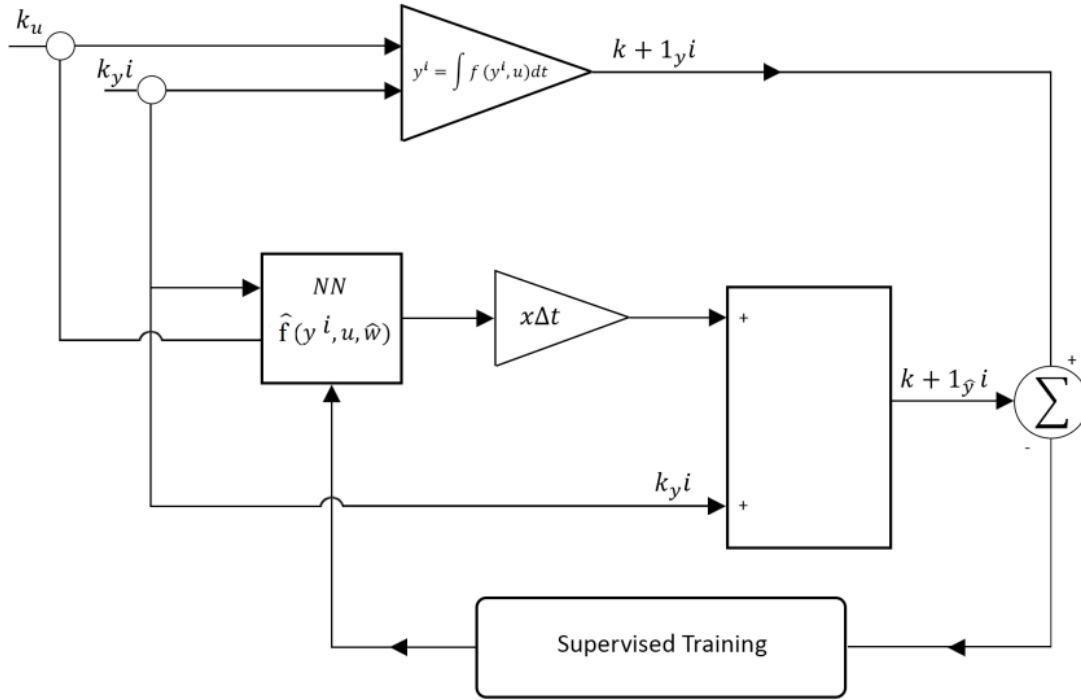 k_u
k_y i
y^i = ∫ f (y^i, u)dt
k + 1_y i
NN
f̂ (y^i, u, ŵ)
xΔt
+
+
k + 1_ŷ i
+
Σ
-
k_y i
Supervised Training